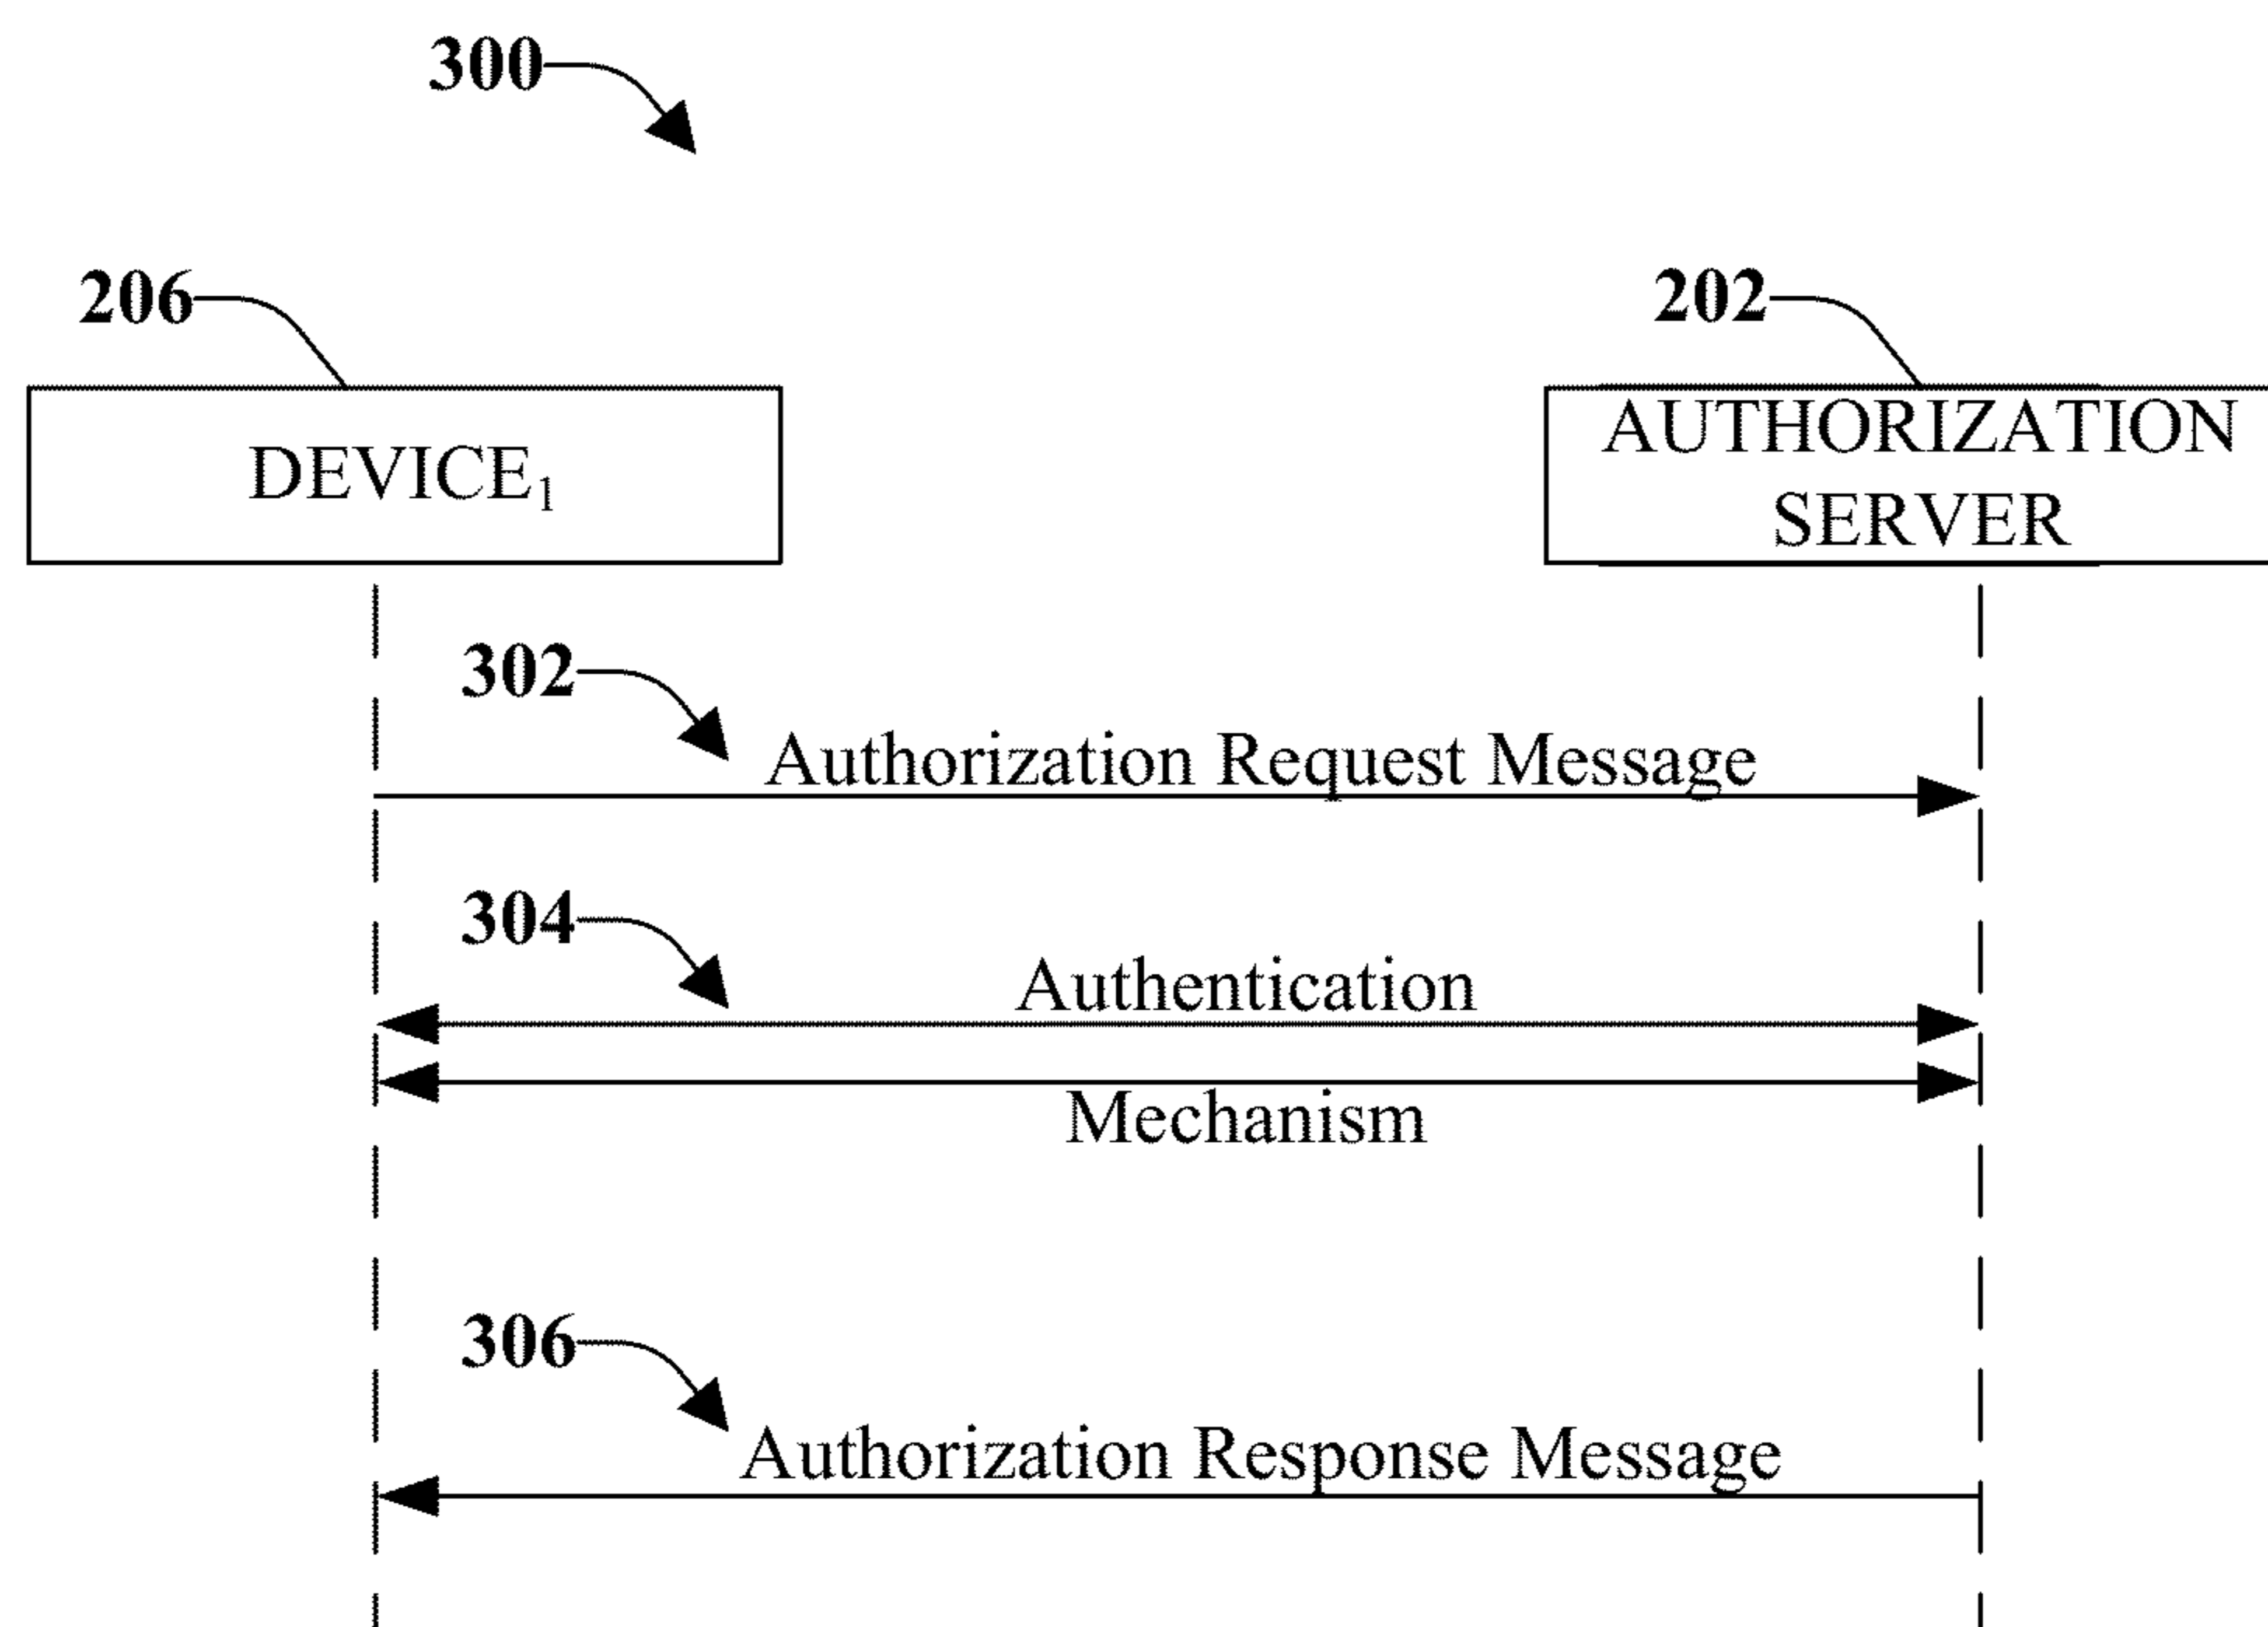 300
206
202
DEVICE₁
AUTHORIZATION
SERVER
302
Authorization Request Message
304
Authentication
Mechanism
306
Authorization Response Message